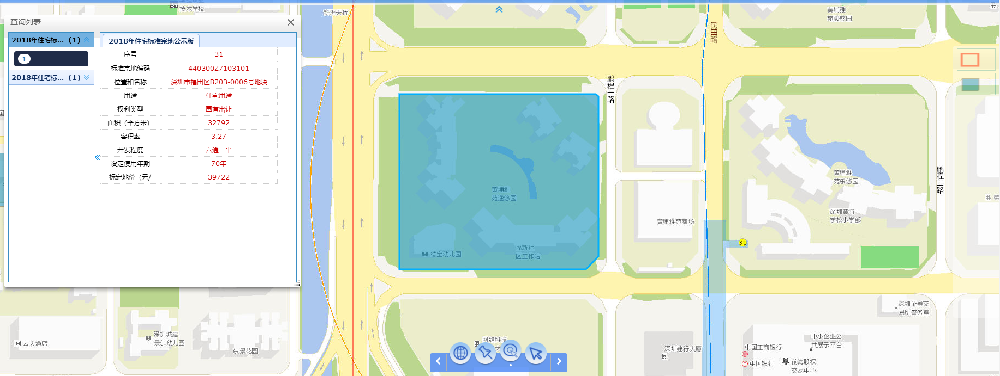 查询列表
2018年住宅标... (1)
1
2018年住宅标... (1)
2018年住宅标准宗地公示版
序号 31
标准宗地编码 440300Z7103101
位置和名称 深圳市福田区B203-0006号地块
用途 住宅用途
权利类型 国有出让
面积（平方米） 32792
容积率 3.27
开发程度 六通一平
设定使用年期 70年
标定地价（元/ 39722
技术学校
新洲天桥
黄埔雅
苑骏悠园
民田路
鹏程一路
黄埔雅
苑逸悠园
德宝幼儿园
福新社
区工作站
黄埔雅苑商场
黄埔雅
苑乐悠园
深圳黄埔
学校小学部
鹏程二路
31
云天酒店
深圳城建
景东幼儿园
东景花园
网络科技
大
深圳建行大厦
深圳证券交
易所警务室
中小企业公
共展示平台
中国工商银行
中国银行
前海股权
交易中心